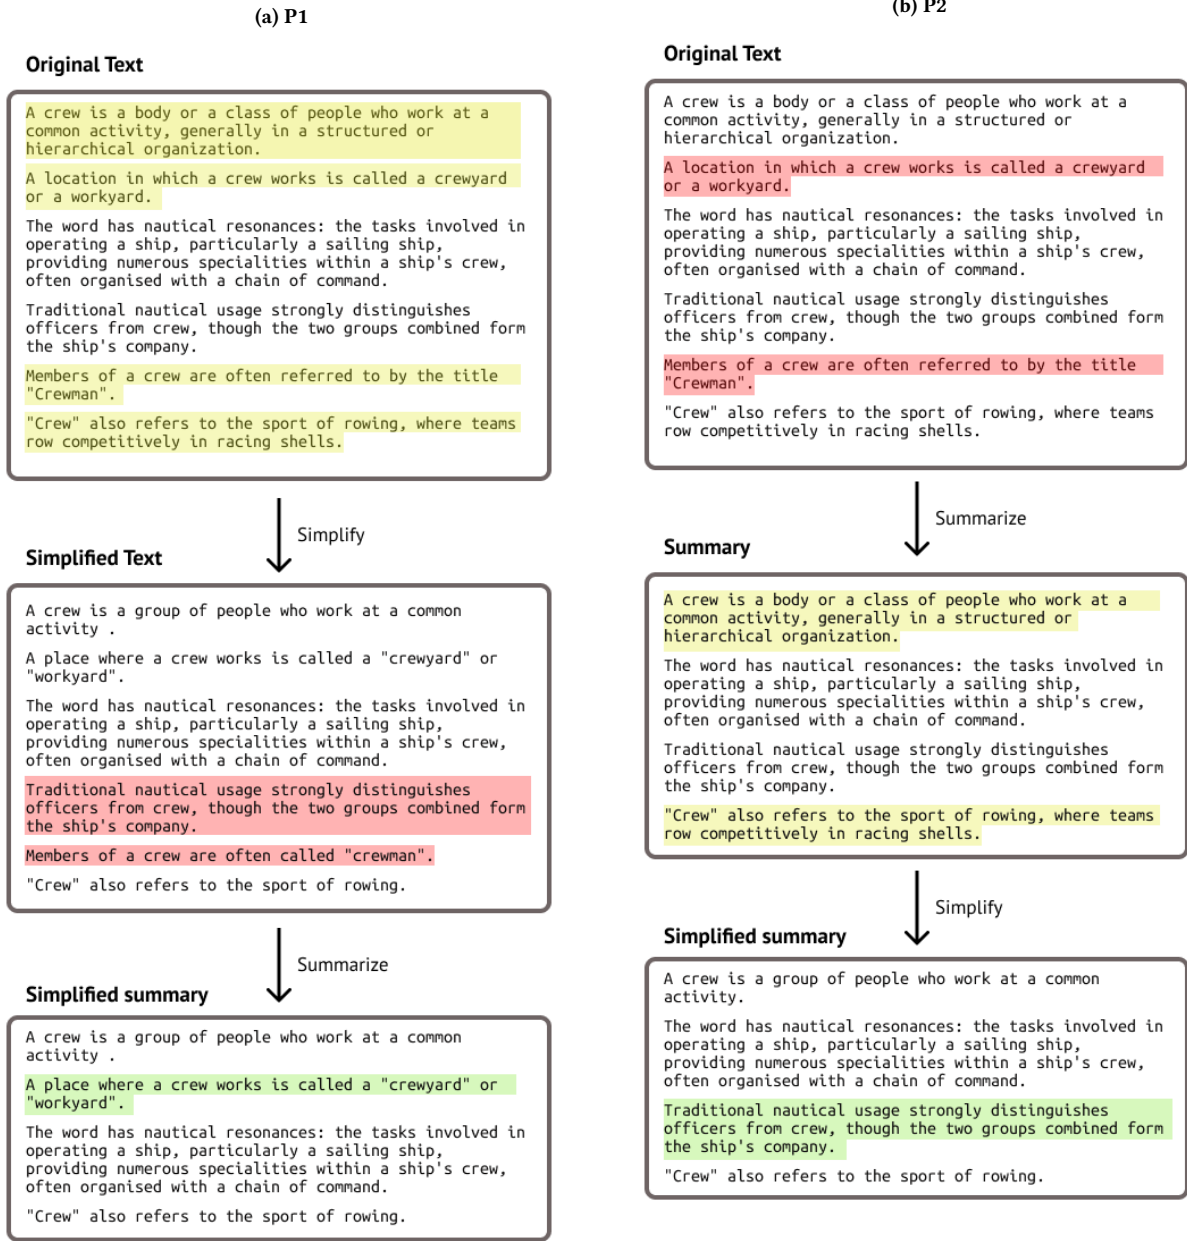 (a) P1
Original Text
A crew is a body or a class of people who work at a
common activity, generally in a structured or
hierarchical organization.
A location in which a crew works is called a crewyard
or a workyard.
The word has nautical resonances: the tasks involved in
operating a ship, particularly a sailing ship,
providing numerous specialities within a ship's crew,
often organised with a chain of command.
Traditional nautical usage strongly distinguishes
officers from crew, though the two groups combined form
the ship's company.
Members of a crew are often referred to by the title
"Crewman".
"Crew" also refers to the sport of rowing, where teams
row competitively in racing shells.
Simplify
Simplified Text
A crew is a group of people who work at a common
activity .
A place where a crew works is called a "crewyard" or
"workyard".
The word has nautical resonances: the tasks involved in
operating a ship, particularly a sailing ship,
providing numerous specialities within a ship's crew,
often organised with a chain of command.
Traditional nautical usage strongly distinguishes
officers from crew, though the two groups combined form
the ship's company.
Members of a crew are often called "crewman".
"Crew" also refers to the sport of rowing.
Summarize
Simplified summary
A crew is a group of people who work at a common
activity .
A place where a crew works is called a "crewyard" or
"workyard".
The word has nautical resonances: the tasks involved in
operating a ship, particularly a sailing ship,
providing numerous specialities within a ship's crew,
often organised with a chain of command.
"Crew" also refers to the sport of rowing.
(b) P2
Original Text
A crew is a body or a class of people who work at a
common activity, generally in a structured or
hierarchical organization.
A location in which a crew works is called a crewyard
or a workyard.
The word has nautical resonances: the tasks involved in
operating a ship, particularly a sailing ship,
providing numerous specialities within a ship's crew,
often organised with a chain of command.
Traditional nautical usage strongly distinguishes
officers from crew, though the two groups combined form
the ship's company.
Members of a crew are often referred to by the title
"Crewman".
"Crew" also refers to the sport of rowing, where teams
row competitively in racing shells.
Summarize
Summary
A crew is a body or a class of people who work at a
common activity, generally in a structured or
hierarchical organization.
The word has nautical resonances: the tasks involved in
operating a ship, particularly a sailing ship,
providing numerous specialities within a ship's crew,
often organised with a chain of command.
Traditional nautical usage strongly distinguishes
officers from crew, though the two groups combined form
the ship's company.
"Crew" also refers to the sport of rowing, where teams
row competitively in racing shells.
Simplify
Simplified summary
A crew is a group of people who work at a common
activity.
The word has nautical resonances: the tasks involved in
operating a ship, particularly a sailing ship,
providing numerous specialities within a ship's crew,
often organised with a chain of command.
Traditional nautical usage strongly distinguishes
officers from crew, though the two groups combined form
the ship's company.
"Crew" also refers to the sport of rowing.